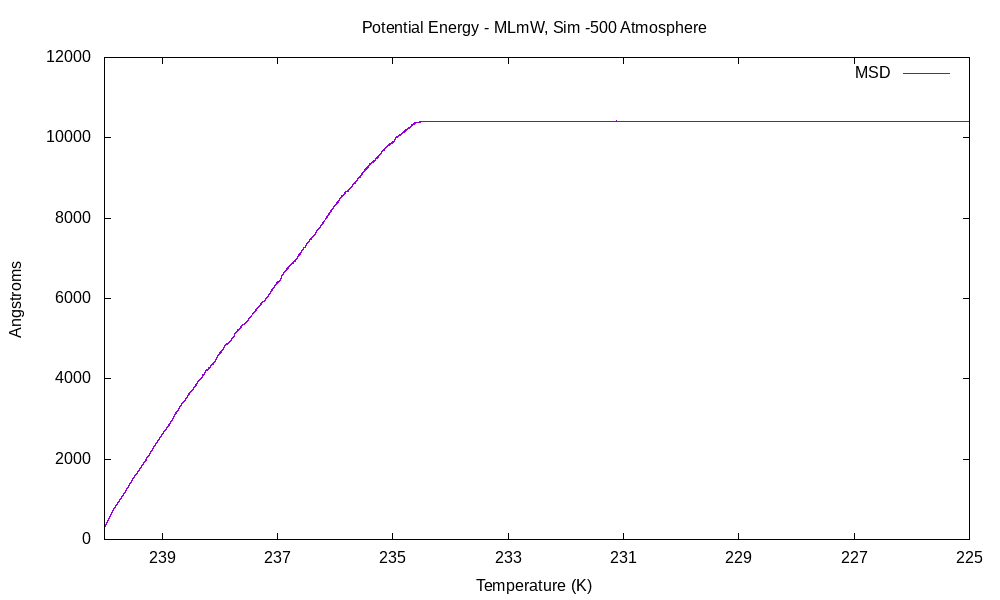 Potential Energy - MLmW, Sim -500 Atmosphere
MSD
12000
10000
8000
6000
4000
2000
0
Angstroms
239 237 235 233 231 229 227 225
Temperature (K)